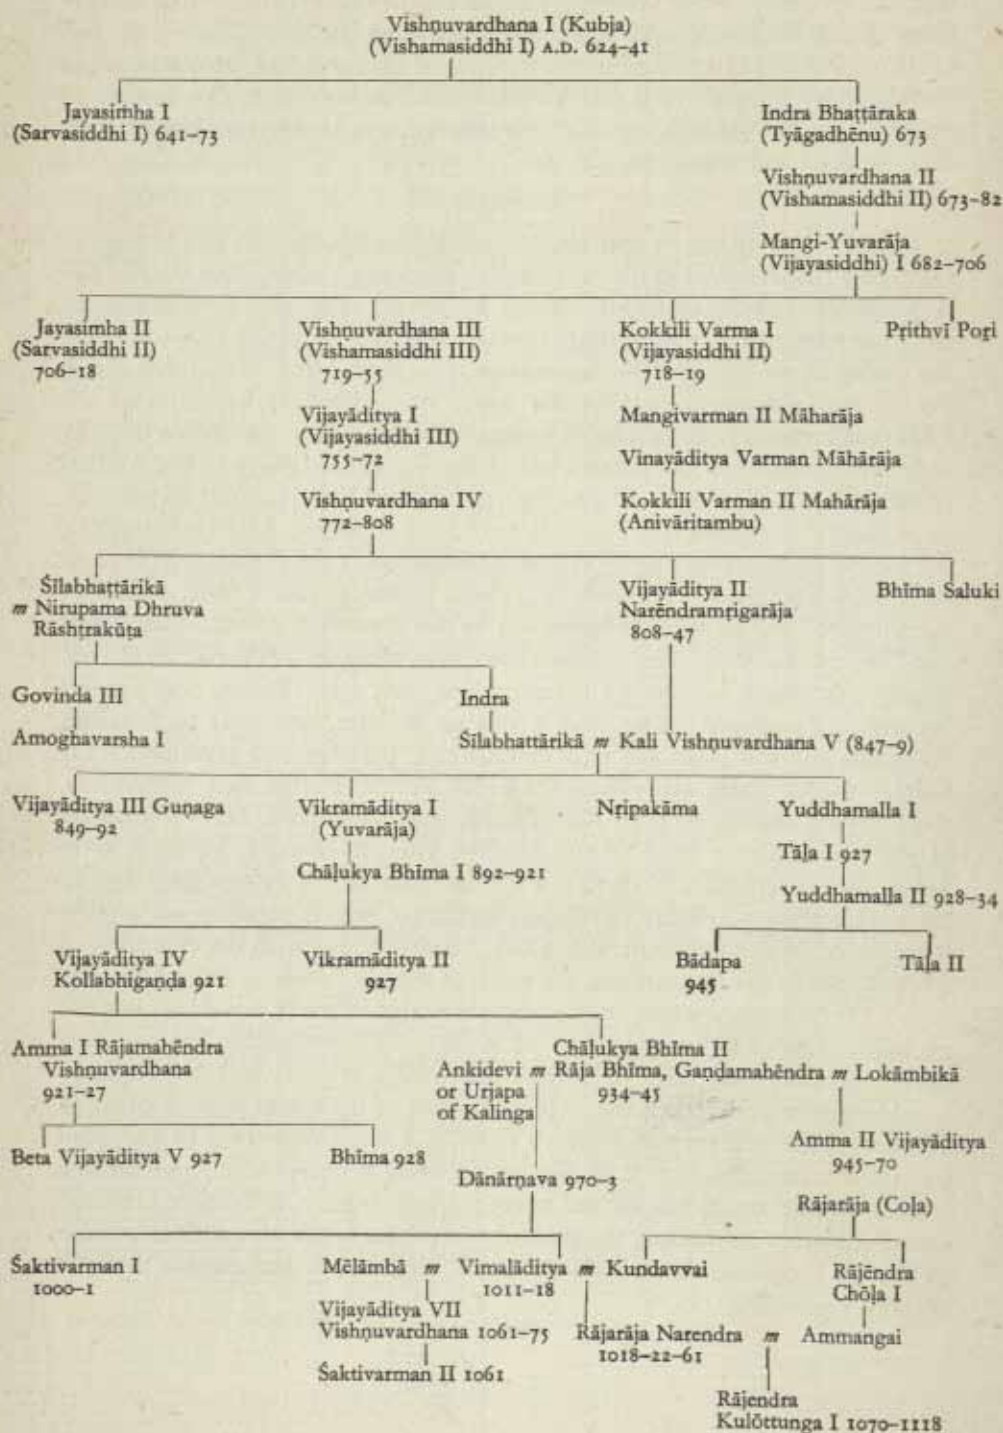 Vishṇuvardhana I (Kubja)
(Vishamasiddhi I) A.D. 624–41
Jayasiṁha I
(Sarvasiddhi I) 641–73
Indra Bhaṭṭāraka
(Tyāgadhēnu) 673
Vishṇuvardhana II
(Vishamasiddhi II) 673–82
Mangi-Yuvarāja
(Vijayasiddhi) I 682–706
Jayasiṁha II
(Sarvasiddhi II)
706–18
Vishṇuvardhana III
(Vishamasiddhi III)
719–55
Kokkili Varma I
(Vijayasiddhi II)
718–19
Pṛithvī Poṟi
Vijayāditya I
(Vijayasiddhi III)
755–72
Mangivarman II Māharāja
Vinayāditya Varman Māhārāja
Vishṇuvardhana IV
772–808
Kokkili Varman II Mahārāja
(Anivāritambu)
Śīlabhaṭṭārikā
m Nirupama Dhruva
Rāshṭrakūṭa
Vijayāditya II
Narēndramṛigarāja
808–47
Bhīma Saluki
Govinda III
Indra
Amoghavarsha I
Śīlabhattārikā m Kali Vishṇuvardhana V (847–9)
Vijayāditya III Guṇaga
849–92
Vikramāditya I
(Yuvarāja)
Nṛipakāma
Yuddhamalla I
Chāḷukya Bhīma I 892–921
Tāḷa I 927
Yuddhamalla II 928–34
Vijayāditya IV
Kollabhigaṇḍa 921
Vikramāditya II
927
Bādapa
945
Tāḷa II
Amma I Rājamahēndra
Vishṇuvardhana
921–27
Chāḷukya Bhīma II
Ankidevi m Rāja Bhīma, Gaṇḍamahēndra m Lokāmbikā
or Urjapa 934–45
of Kalinga
Beta Vijayāditya V 927
Bhīma 928
Amma II Vijayāditya
945–70
Dānārṇava 970–3
Rājarāja (Coḷa)
Śaktivarman I
1000–1
Mēlāmbā m Vimalāditya m Kundavvai
1011–18
Rājēndra
Chōḷa I
Vijayāditya VII
Vishṇuvardhana 1061–75
Rājarāja Narendra m Ammangai
1018–22–61
Śaktivarman II 1061
Rājendra
Kulōttunga I 1070–1118